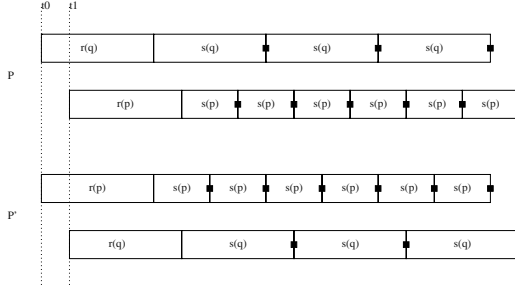 t0 t1
r(q) s(q) s(q) s(q)
P
r(p) s(p) s(p) s(p) s(p) s(p) s(p)
r(p) s(p) s(p) s(p) s(p) s(p) s(p)
P'
r(q) s(q) s(q) s(q)